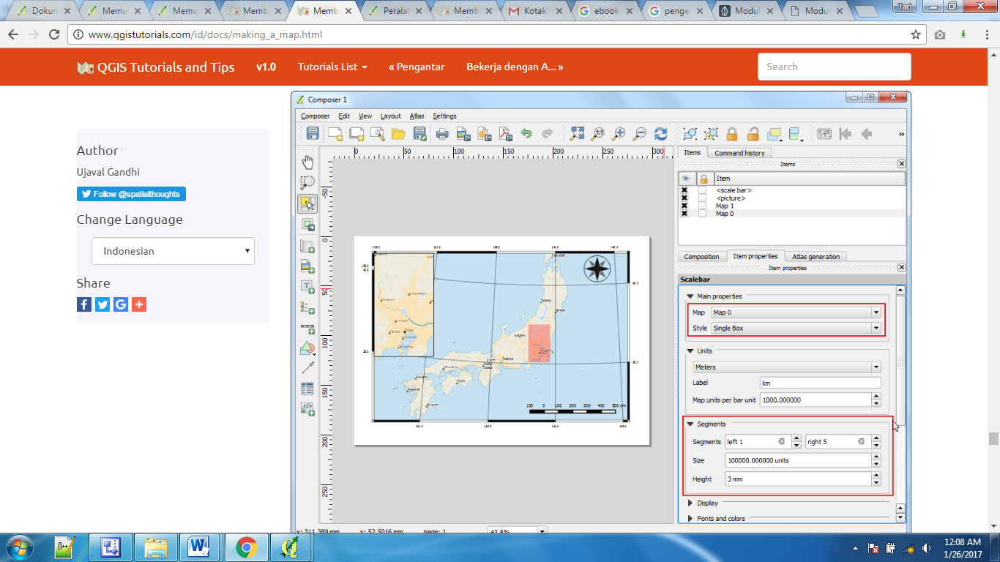 Dokun
Memu
Memu
Memb
Memb
Peralat
Memb
Kotak
ebook
penge
Modul
Modul
Tari
www.qgistutorials.com/id/docs/making_a_map.html
QGIS Tutorials and Tips
v1.0
Tutorials List
« Pengantar
Bekerja dengan A... »
Search
Author
Ujaval Gandhi
Follow @spatialthoughts
Change Language
Indonesian
Share
Composer 1
Composer Edit View Layout Atlas Settings
0 50 100 150 200 250 300
-50
0
50
100
150
200
250
Nagoya
100 0 100 200 300 400 500 km
x: 311.389 mm y: 52.5016 mm page: 1 43.8%
Items Command history
Items
Item
<scale bar>
<picture>
Map 1
Map 0
Composition Item properties Atlas generation
Item properties
Scalebar
Main properties
Map Map 0
Style Single Box
Units
Meters
Label km
Map units per bar unit 1000.000000
Segments
Segments left 1 right 5
Size 100000.000000 units
Height 3 mm
Display
Fonts and colors
12:08 AM
1/26/2017